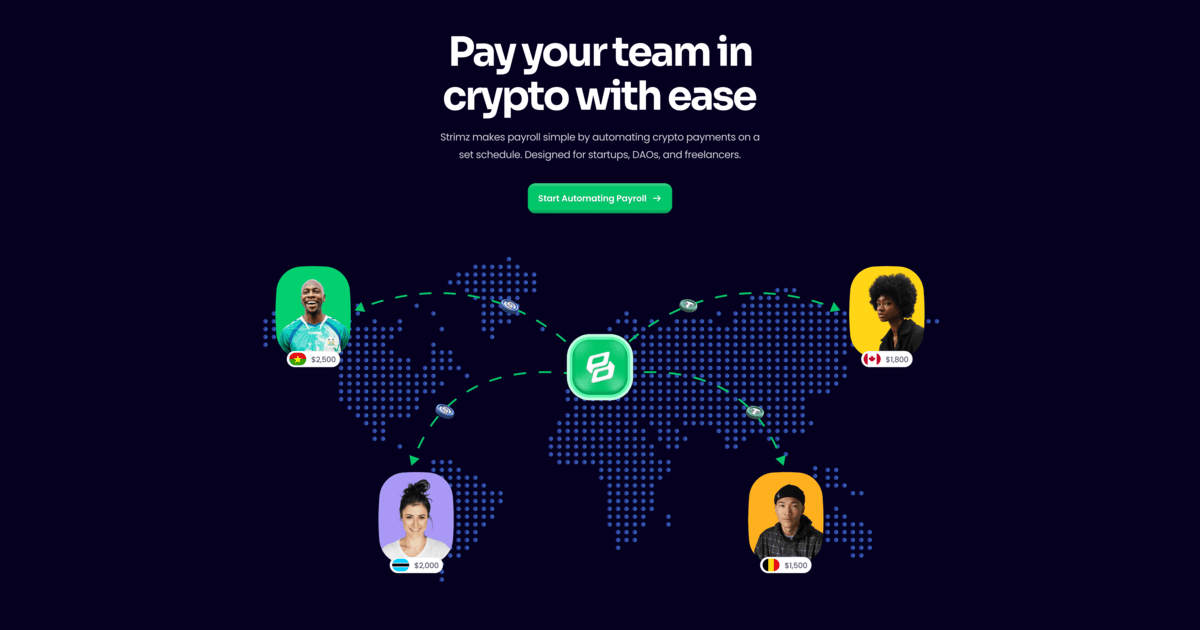 Pay your team in
crypto with ease
Strimz makes payroll simple by automating crypto payments on a
set schedule. Designed for startups, DAOs, and freelancers.
Start Automating Payroll →
$2,500
$1,800
$2,000
$1,500